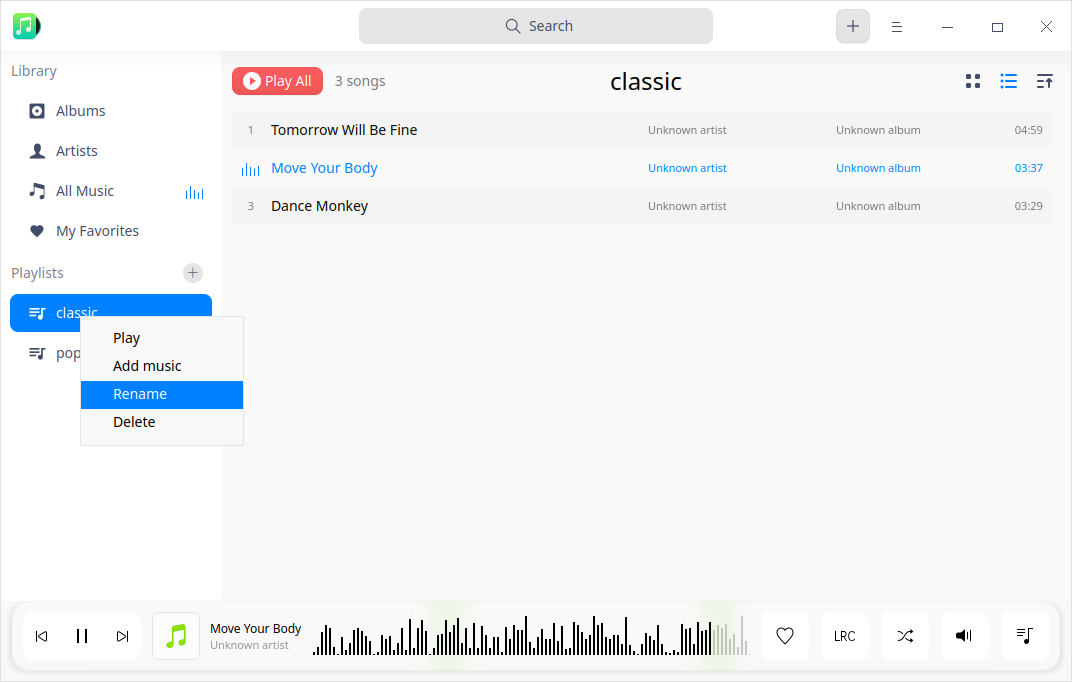 Search
Library
Albums
Artists
All Music
My Favorites
Playlists
classic
pop
Play
Add music
Rename
Delete
Play All 3 songs classic
1 Tomorrow Will Be Fine Unknown artist Unknown album 04:59
Move Your Body Unknown artist Unknown album 03:37
3 Dance Monkey Unknown artist Unknown album 03:29
Move Your Body
Unknown artist
LRC